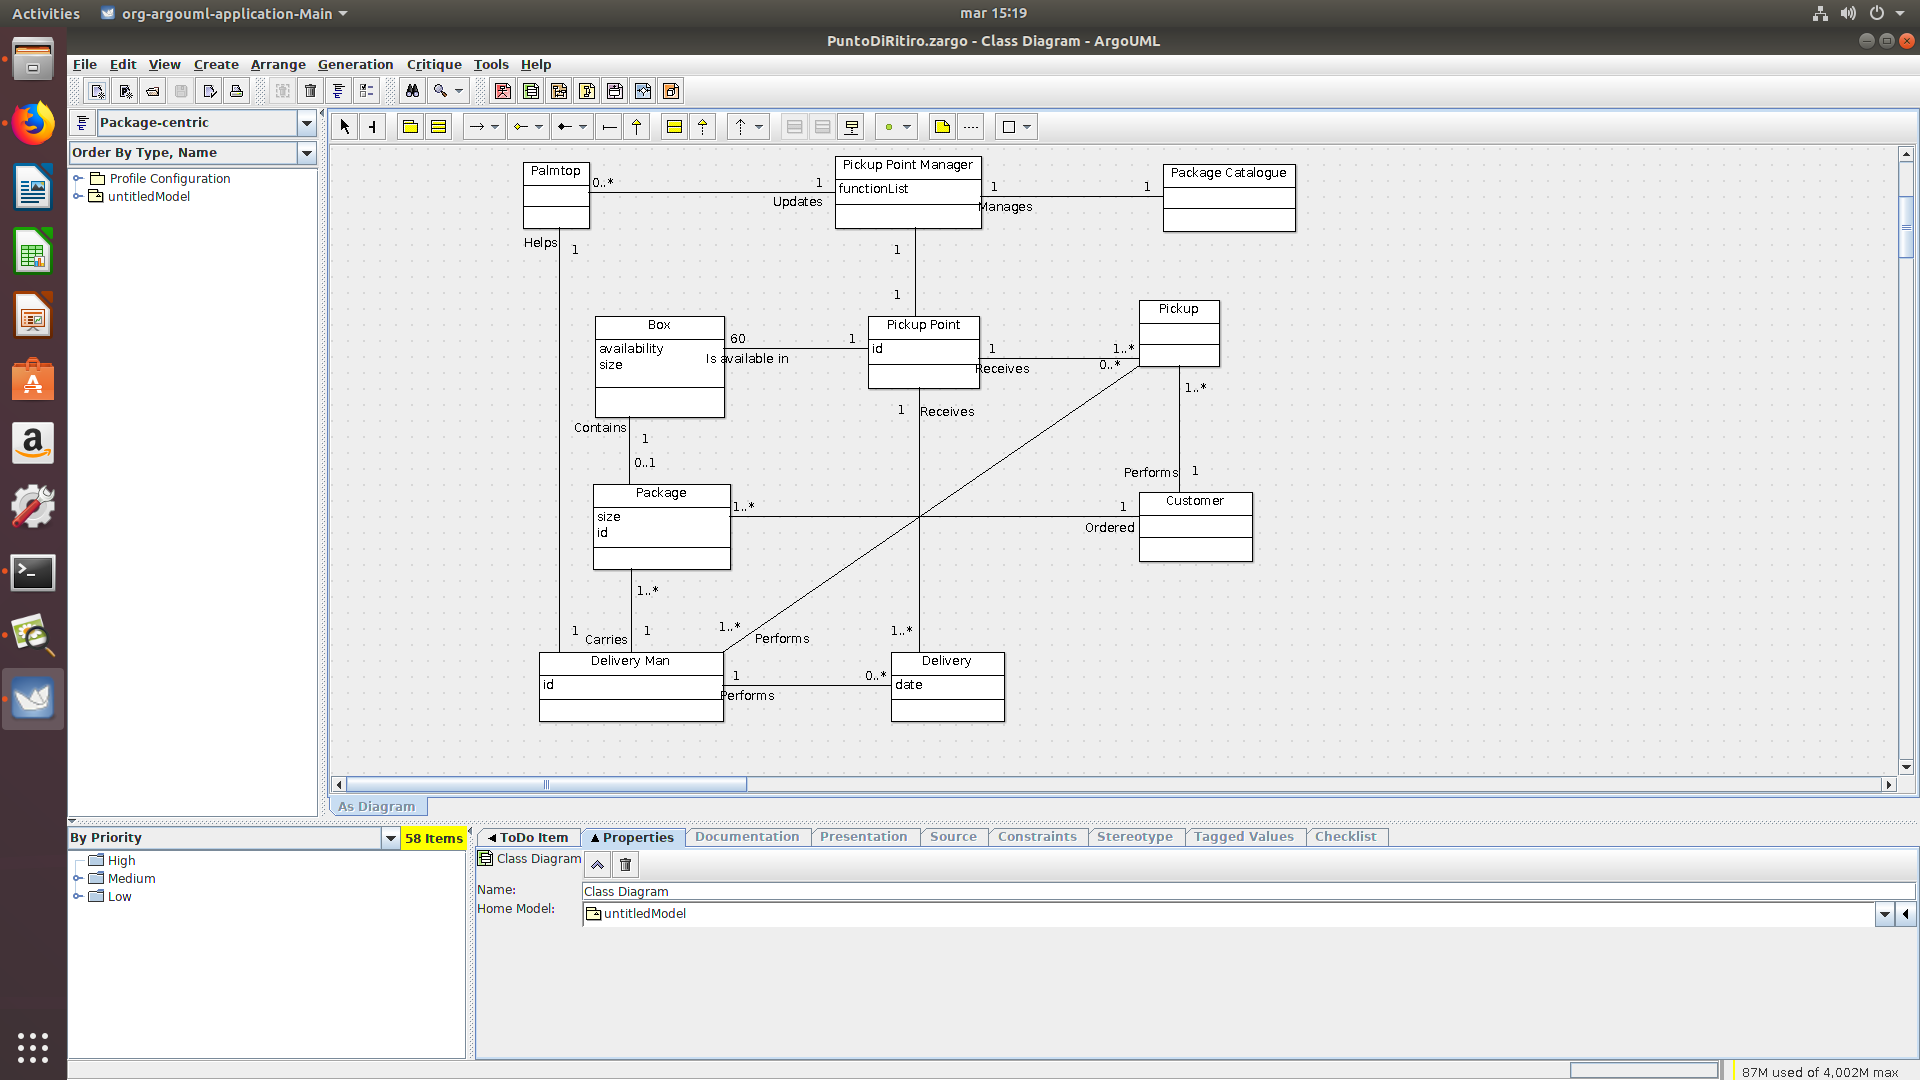 Activities
org-argouml-application-Main
mar 15:19
PuntoDiRitiro.zargo - Class Diagram - ArgoUML
File Edit View Create Arrange Generation Critique Tools Help
Package-centric
Order By Type, Name
Profile Configuration
untitledModel
Palmtop
0..*
1
Updates
Pickup Point Manager
functionList
1
1
Manages
Package Catalogue
Helps
1
1
1
Box
availability
size
60
1
Is available in
Pickup Point
id
1
1..*
Receives
0..*
Pickup
1..*
Contains
1
0..1
1
Receives
Performs
1
Package
size
id
1..*
1
Ordered
Customer
1..*
1
Carries
1
1..*
Performs
1..*
Delivery Man
id
1
0..*
Performs
Delivery
date
As Diagram
By Priority
58 Items
High
Medium
Low
ToDo Item
Properties
Documentation
Presentation
Source
Constraints
Stereotype
Tagged Values
Checklist
Class Diagram
Name:
Class Diagram
Home Model:
untitledModel
87M used of 4,002M max